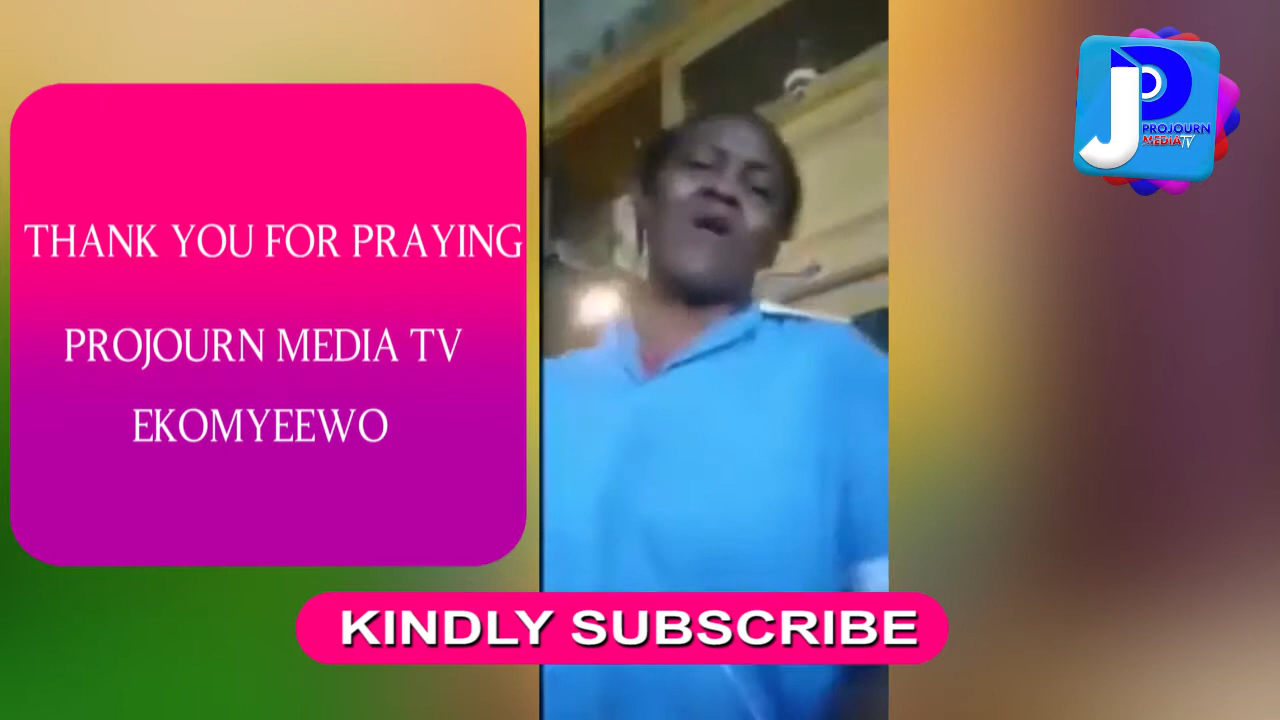 THANK YOU FOR PRAYING
PROJOURN MEDIA TV
EKOMYEEWO
KINDLY SUBSCRIBE
JP
PROJOURN
MEDIA TV